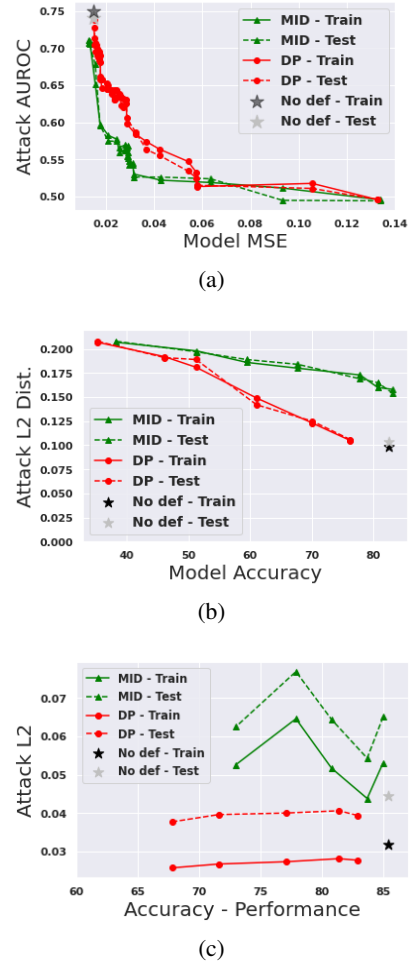 0.75
0.70
0.65
0.60
0.55
0.50
Attack AUROC
MID - Train
MID - Test
DP - Train
DP - Test
No def - Train
No def - Test
0.02 0.04 0.06 0.08 0.10 0.12 0.14
Model MSE
(a)
0.200
0.175
0.150
0.125
0.100
0.075
0.050
0.025
0.000
Attack L2 Dist.
MID - Train
MID - Test
DP - Train
DP - Test
No def - Train
No def - Test
40 50 60 70 80
Model Accuracy
(b)
0.07
0.06
0.05
0.04
0.03
Attack L2
MID - Train
MID - Test
DP - Train
DP - Test
No def - Train
No def - Test
60 65 70 75 80 85
Accuracy - Performance
(c)